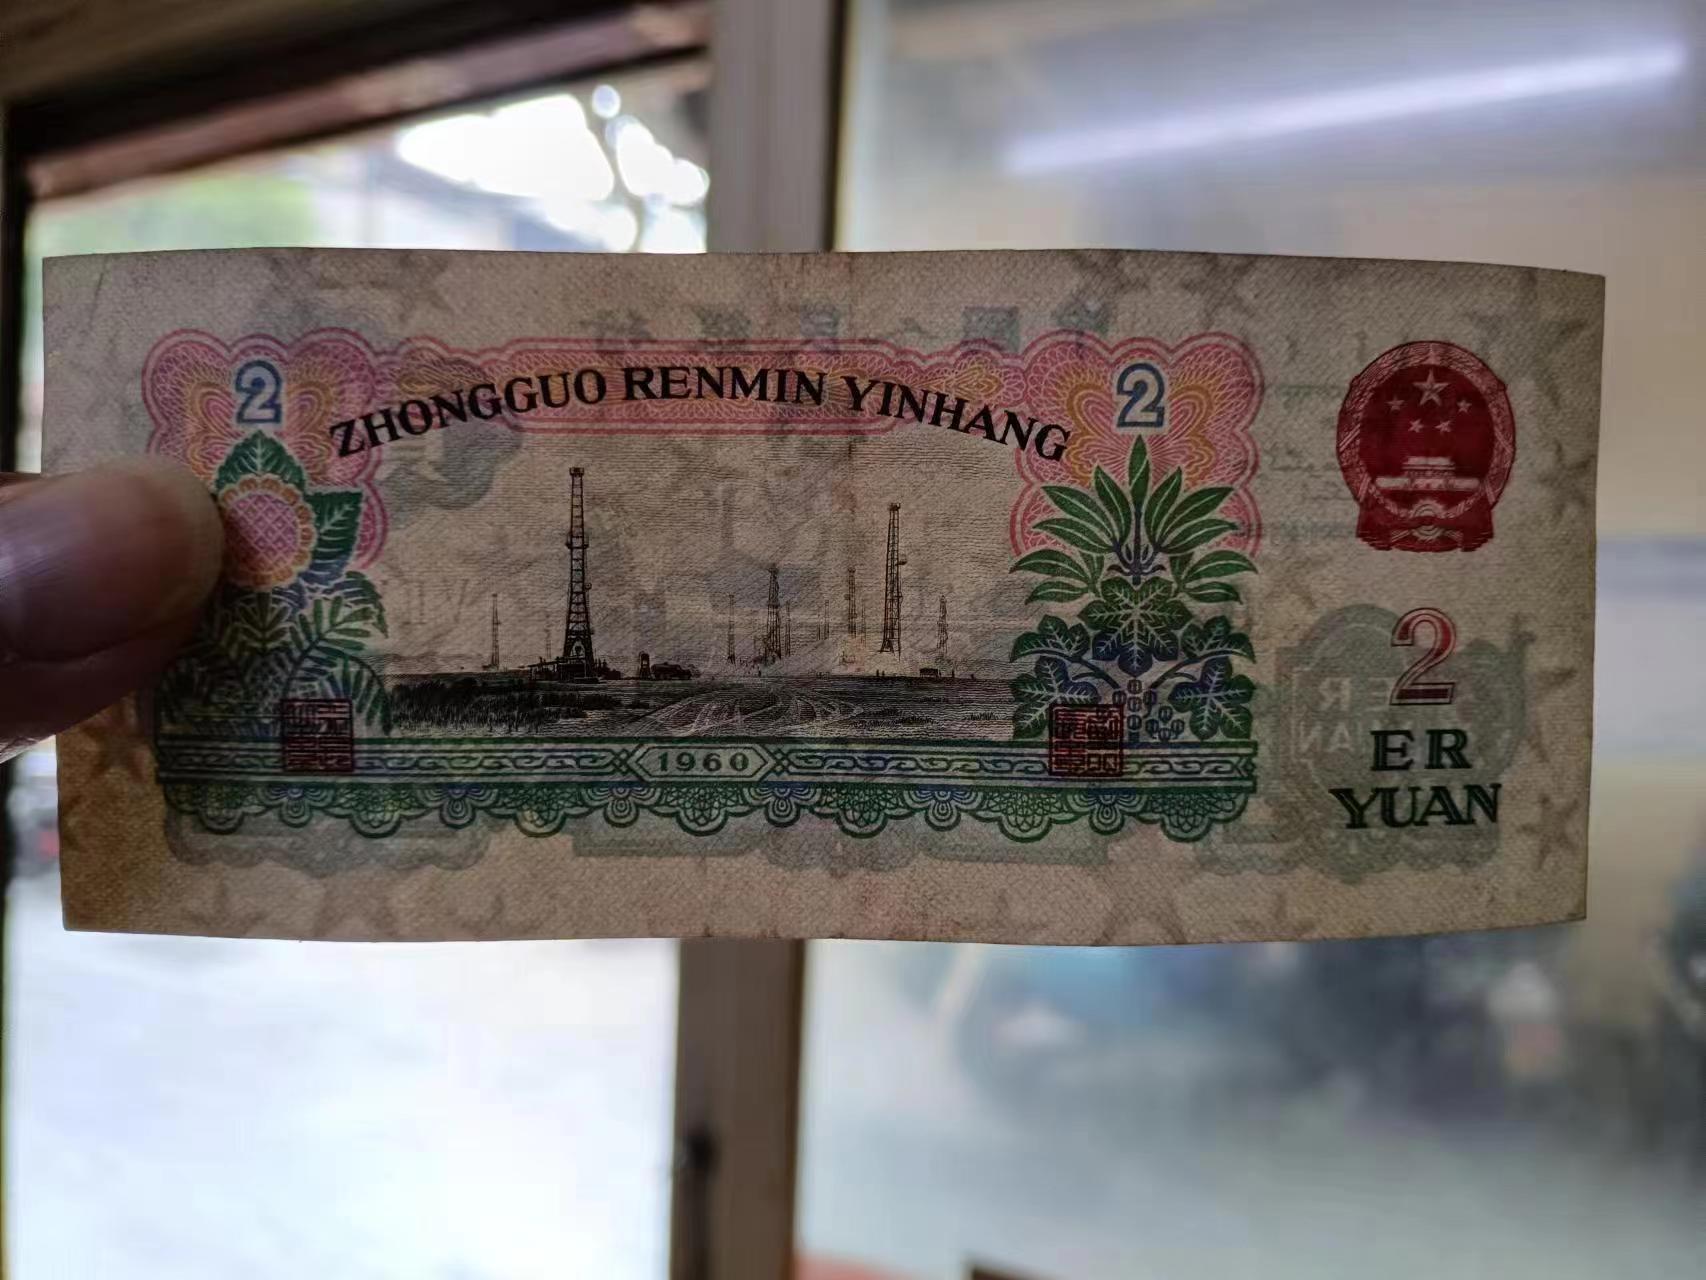 2
2
ZHONGGUO RENMIN YINHANG
2
ER
YUAN
1960